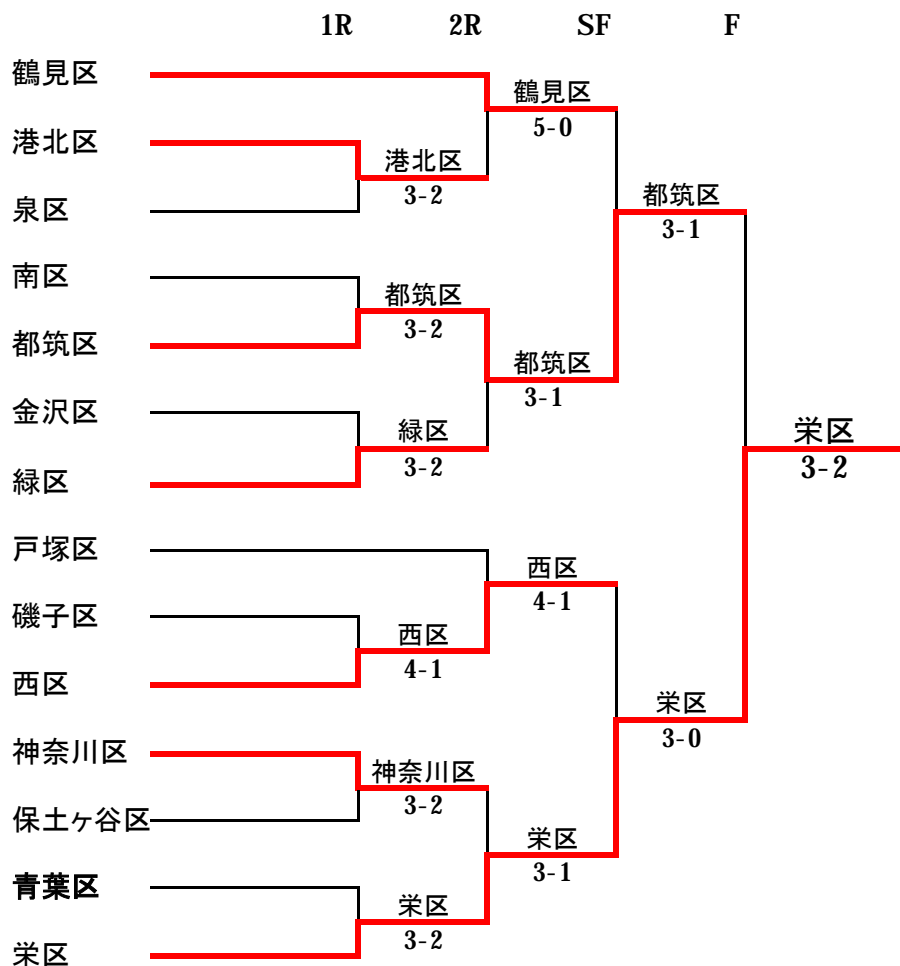 1R 2R SF F
鶴見区
港北区
泉区
南区
都筑区
金沢区
緑区
戸塚区
磯子区
西区
神奈川区
保土ヶ谷区
青葉区
栄区
港北区
3-2
都筑区
3-2
緑区
3-2
西区
4-1
神奈川区
3-2
栄区
3-2
鶴見区
5-0
都筑区
3-1
西区
4-1
栄区
3-1
都筑区
3-1
栄区
3-0
栄区
3-2